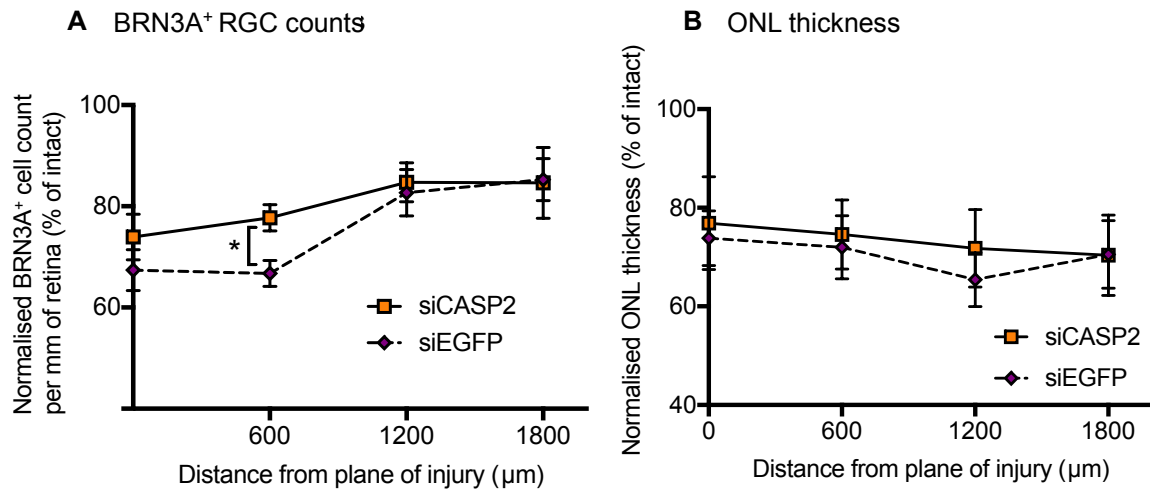 A BRN3A+ RGC counts
Normalised BRN3A+ cell count
per mm of retina (% of intact)
100
80
60
*
siCASP2
siEGFP
600 1200 1800
Distance from plane of injury (µm)
B ONL thickness
Normalised ONL thickness (% of intact)
100
80
60
40
siCASP2
siEGFP
0 600 1200 1800
Distance from plane of injury (µm)